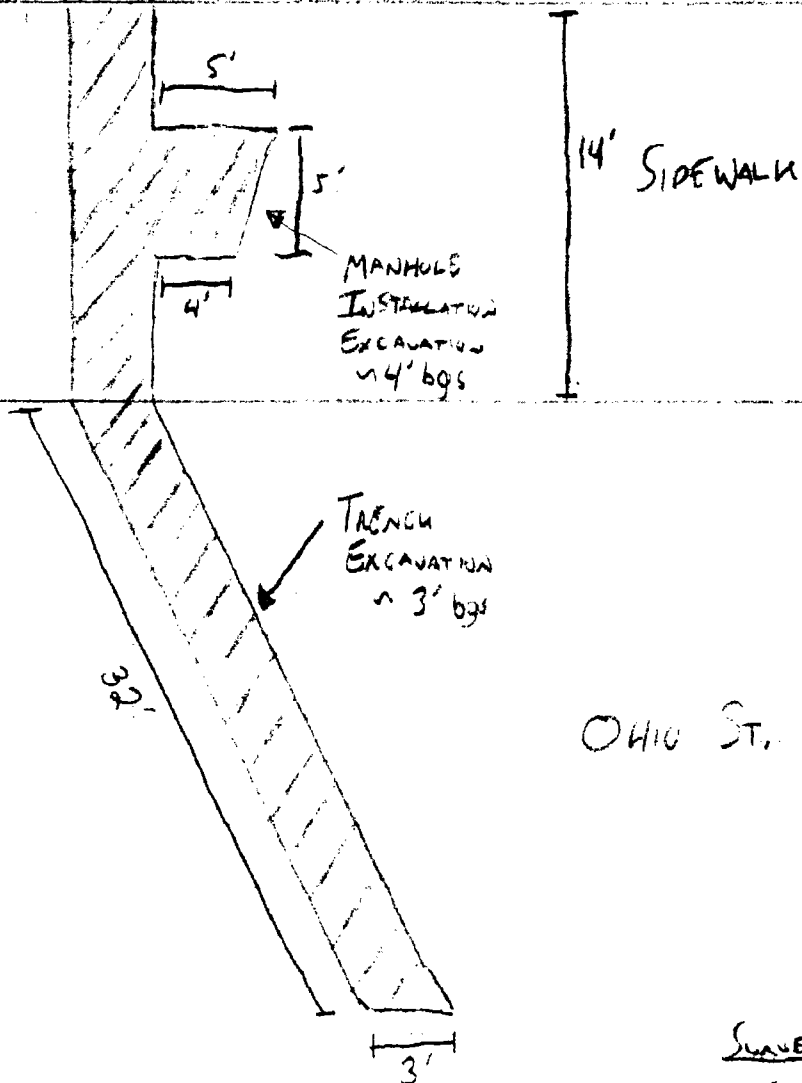 5'
14' SIDEWALK
5'
4'
MANHOLE
INSTALLATION
EXCAVATION
~4' bgs
TRENCH
EXCAVATION
~ 3' bgs
32'
OHIO ST.
3'